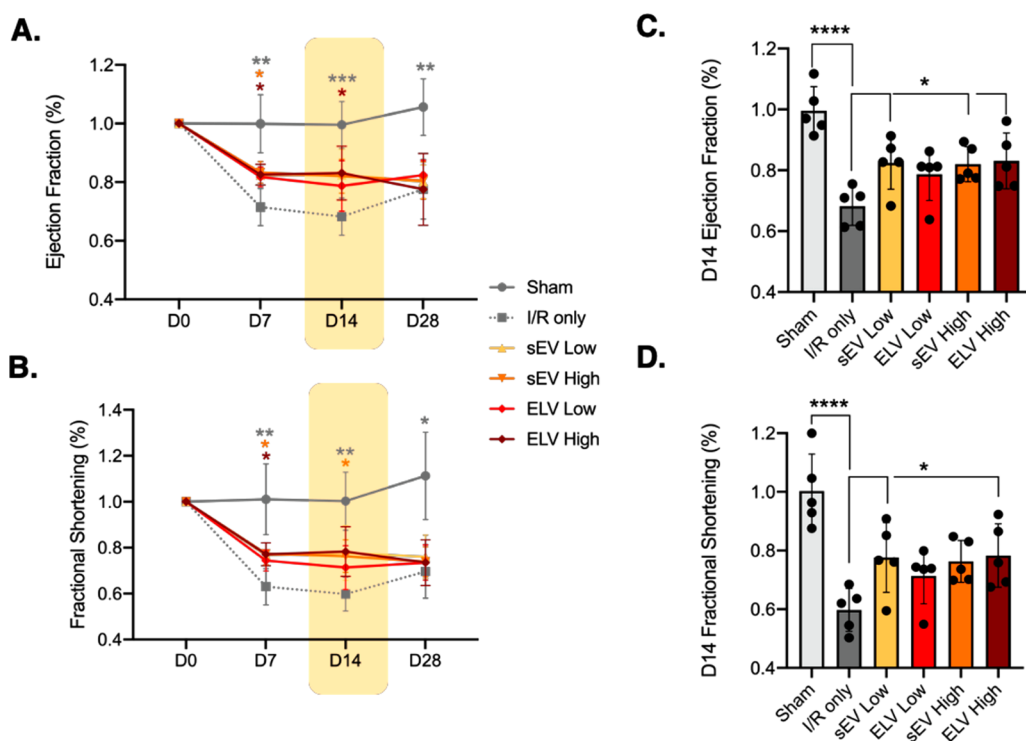 A.
Ejection Fraction (%)
1.2
1.0
0.8
0.6
0.4
**
*
*
***
*
**
D0
D7
D14
D28
Sham
I/R only
sEV Low
sEV High
ELV Low
ELV High
B.
Fractional Shortening (%)
1.4
1.2
1.0
0.8
0.6
0.4
**
*
*
**
*
*
D0
D7
D14
D28
C.
D14 Ejection Fraction (%)
1.2
1.0
0.8
0.6
0.4
****
*
Sham
I/R only
sEV Low
ELV Low
sEV High
ELV High
D.
D14 Fractional Shortening (%)
1.2
1.0
0.8
0.6
0.4
****
*
Sham
I/R only
sEV Low
ELV Low
sEV High
ELV High